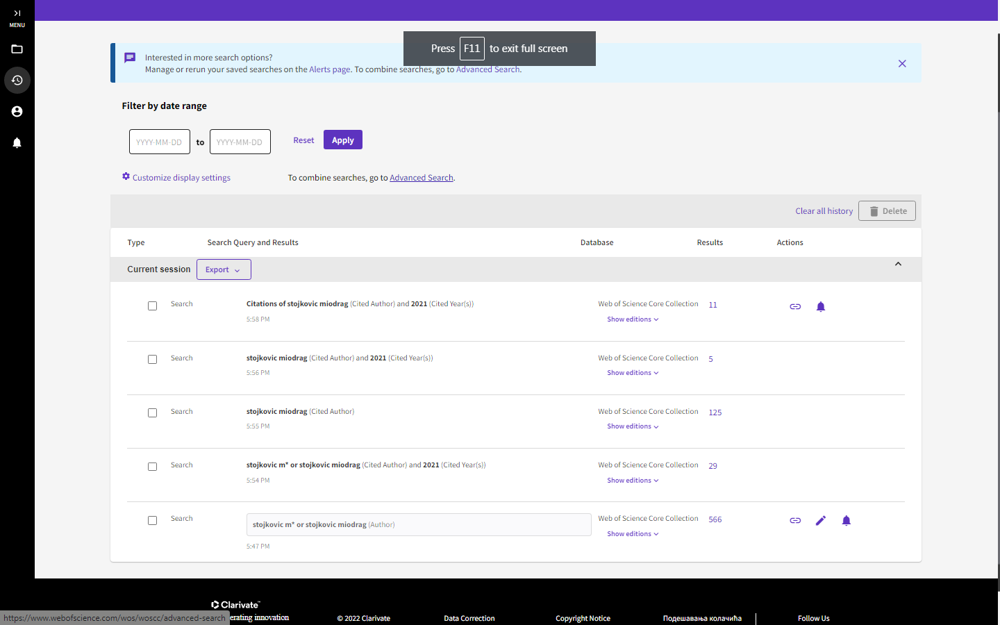 MENU
Press F11 to exit full screen
Interested in more search options?
Manage or rerun your saved searches on the Alerts page. To combine searches, go to Advanced Search.
Filter by date range
YYYY-MM-DD to YYYY-MM-DD Reset Apply
Customize display settings To combine searches, go to Advanced Search.
Clear all history Delete
Type Search Query and Results Database Results Actions
Current session Export
Search Citations of stojkovic miodrag (Cited Author) and 2021 (Cited Year(s)) Web of Science Core Collection 11
5:58 PM Show editions
Search stojkovic miodrag (Cited Author) and 2021 (Cited Year(s)) Web of Science Core Collection 5
5:56 PM Show editions
Search stojkovic miodrag (Cited Author) Web of Science Core Collection 125
5:55 PM Show editions
Search stojkovic m* or stojkovic miodrag (Cited Author) and 2021 (Cited Year(s)) Web of Science Core Collection 29
5:54 PM Show editions
Search stojkovic m* or stojkovic miodrag (Author) Web of Science Core Collection 566
Show editions
5:47 PM
Clarivate™
erating innovation © 2022 Clarivate Data Correction Copyright Notice Подешавања колачића Follow Us
https://www.webofscience.com/wos/woscc/advanced-search